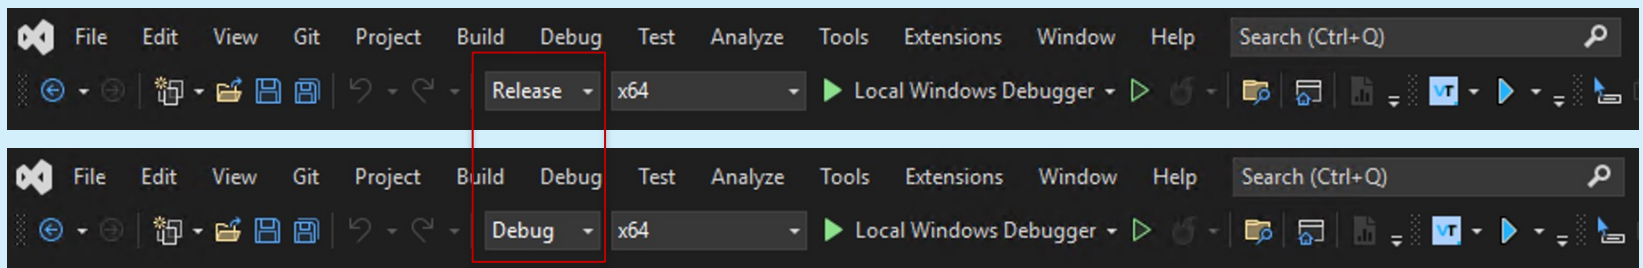 File Edit View Git Project Build Debug Test Analyze Tools Extensions Window Help Search (Ctrl+Q)
Release x64 Local Windows Debugger VT
File Edit View Git Project Build Debug Test Analyze Tools Extensions Window Help Search (Ctrl+Q)
Debug x64 Local Windows Debugger VT